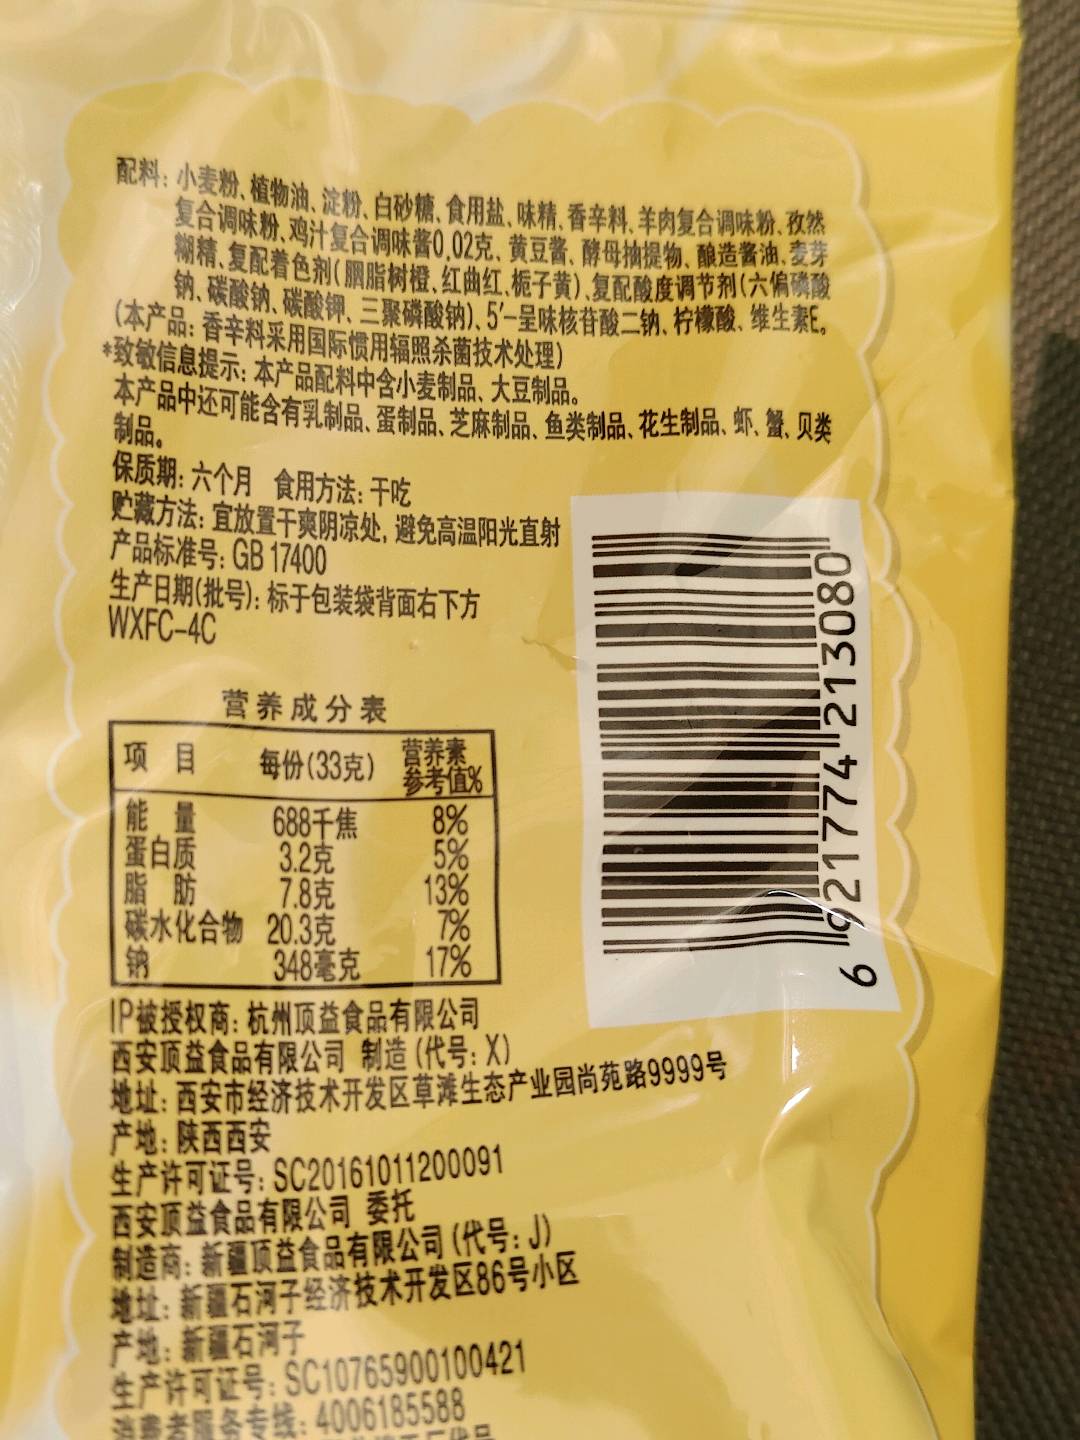 配料：小麦粉、植物油、淀粉、白砂糖、食用盐、味精、香辛料、羊肉复合调味粉、孜然
复合调味粉、鸡汁复合调味酱0.02克、黄豆酱、酵母抽提物、酿造酱油、麦芽
糊精、复配着色剂(胭脂树橙、红曲红、栀子黄)、复配酸度调节剂(六偏磷酸
钠、碳酸钠、碳酸钾、三聚磷酸钠)、5′-呈味核苷酸二钠、柠檬酸、维生素E。
(本产品：香辛料采用国际惯用辐照杀菌技术处理)
*致敏信息提示：本产品配料中含小麦制品、大豆制品。
本产品中还可能含有乳制品、蛋制品、芝麻制品、鱼类制品、花生制品、虾、蟹、贝类
制品。
保质期：六个月 食用方法：干吃
贮藏方法：宜放置干爽阴凉处，避免高温阳光直射
产品标准号：GB 17400
生产日期(批号)：标于包装袋背面右下方
WXFC-4C
营养成分表
项 目 每份(33克) 营养素参考值%
能 量 688千焦 8%
蛋白质 3.2克 5%
脂 肪 7.8克 13%
碳水化合物 20.3克 7%
钠 348毫克 17%
6 921774 213080
IP被授权商：杭州顶益食品有限公司
西安顶益食品有限公司 制造(代号：X)
地址：西安市经济技术开发区草滩生态产业园尚苑路9999号
产地：陕西西安
生产许可证号：SC20161011200091
西安顶益食品有限公司 委托
制造商：新疆顶益食品有限公司(代号：J)
地址：新疆石河子经济技术开发区86号小区
产地：新疆石河子
生产许可证号：SC10765900100421
消费者服务专线：4006185588